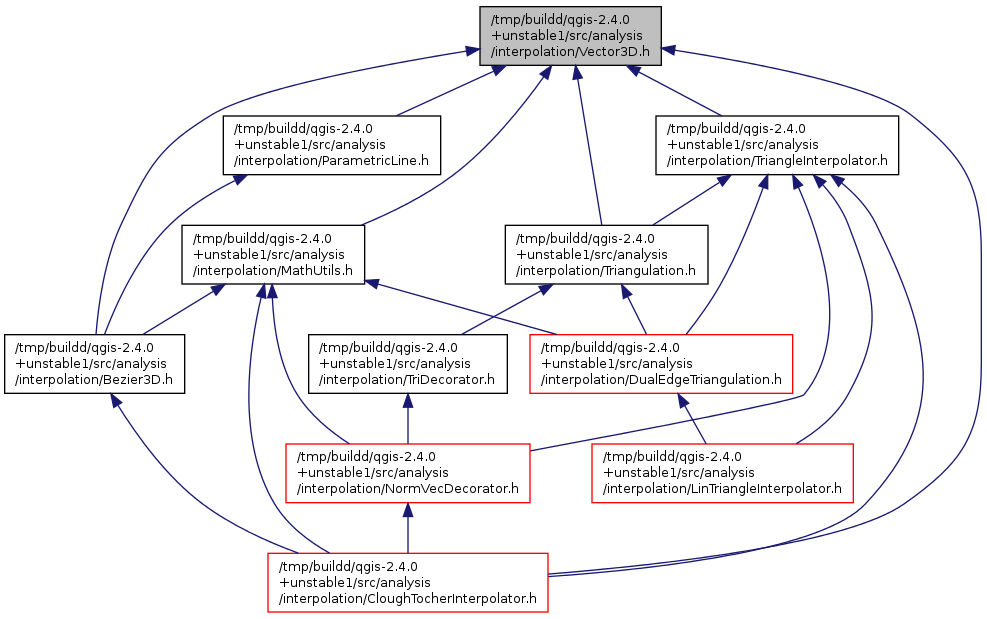 /tmp/buildd/qgis-2.4.0
+unstable1/src/analysis
/interpolation/Vector3D.h
/tmp/buildd/qgis-2.4.0
+unstable1/src/analysis
/interpolation/ParametricLine.h
/tmp/buildd/qgis-2.4.0
+unstable1/src/analysis
/interpolation/TriangleInterpolator.h
/tmp/buildd/qgis-2.4.0
+unstable1/src/analysis
/interpolation/MathUtils.h
/tmp/buildd/qgis-2.4.0
+unstable1/src/analysis
/interpolation/Triangulation.h
/tmp/buildd/qgis-2.4.0
+unstable1/src/analysis
/interpolation/Bezier3D.h
/tmp/buildd/qgis-2.4.0
+unstable1/src/analysis
/interpolation/TriDecorator.h
/tmp/buildd/qgis-2.4.0
+unstable1/src/analysis
/interpolation/DualEdgeTriangulation.h
/tmp/buildd/qgis-2.4.0
+unstable1/src/analysis
/interpolation/NormVecDecorator.h
/tmp/buildd/qgis-2.4.0
+unstable1/src/analysis
/interpolation/LinTriangleInterpolator.h
/tmp/buildd/qgis-2.4.0
+unstable1/src/analysis
/interpolation/CloughTocherInterpolator.h